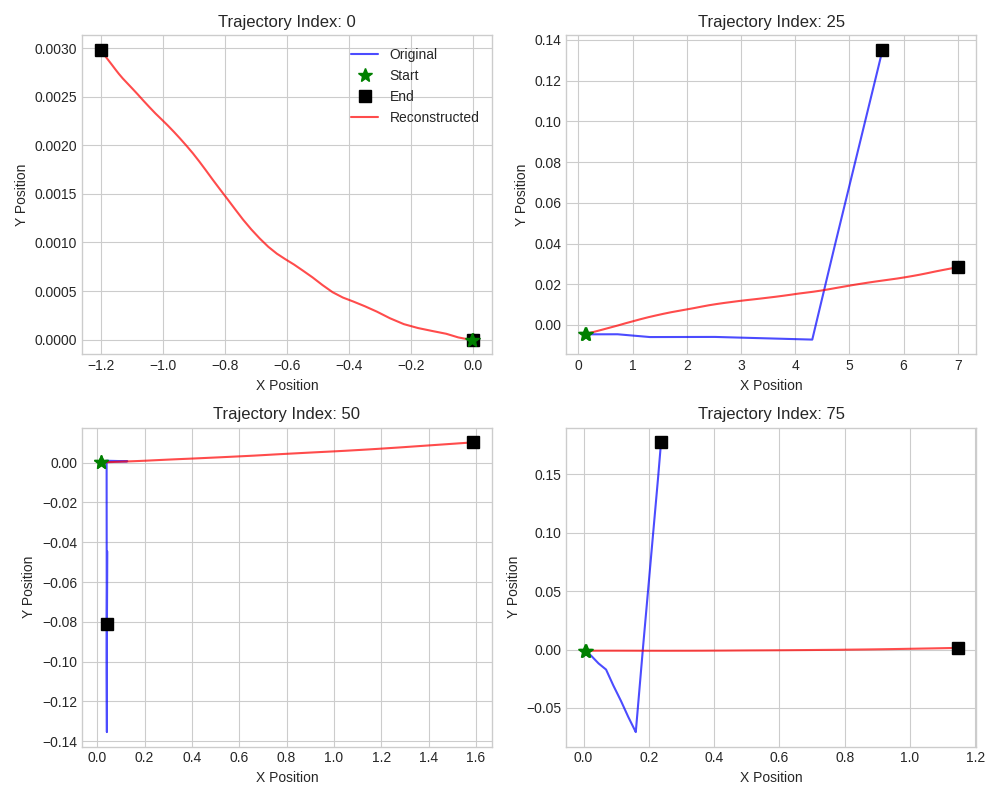 Trajectory Index: 0
Y Position
0.0030
0.0025
0.0020
0.0015
0.0010
0.0005
0.0000
Original
Start
End
Reconstructed
−1.2 −1.0 −0.8 −0.6 −0.4 −0.2 0.0
X Position
Trajectory Index: 25
Y Position
0.14
0.12
0.10
0.08
0.06
0.04
0.02
0.00
0 1 2 3 4 5 6 7
X Position
Trajectory Index: 50
Y Position
0.00
−0.02
−0.04
−0.06
−0.08
−0.10
−0.12
−0.14
0.0 0.2 0.4 0.6 0.8 1.0 1.2 1.4 1.6
X Position
Trajectory Index: 75
Y Position
0.15
0.10
0.05
0.00
−0.05
0.0 0.2 0.4 0.6 0.8 1.0 1.2
X Position